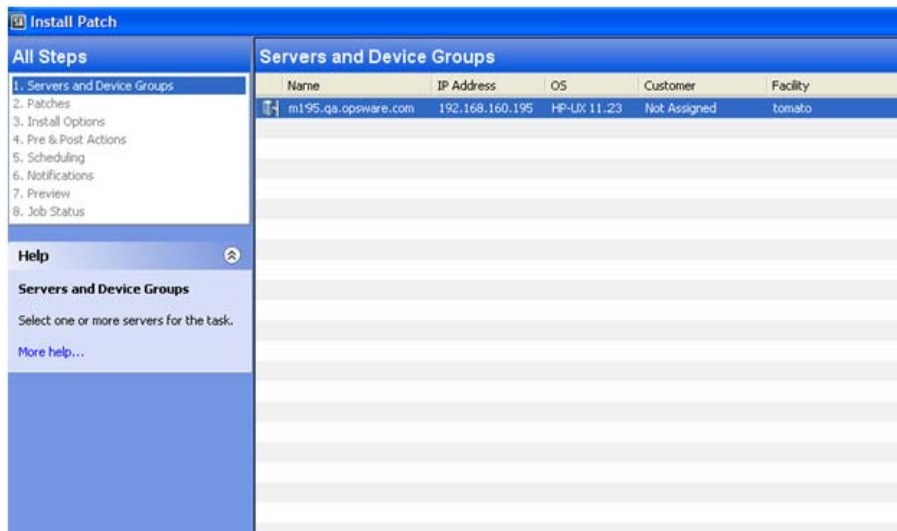 SA Install Patch
All Steps
1. Servers and Device Groups
2. Patches
3. Install Options
4. Pre & Post Actions
5. Scheduling
6. Notifications
7. Preview
8. Job Status
Help
Servers and Device Groups
Select one or more servers for the task.
More help...
Servers and Device Groups
Name IP Address OS Customer Facility
m195.qa.opsware.com 192.168.160.195 HP-UX 11.23 Not Assigned tomato